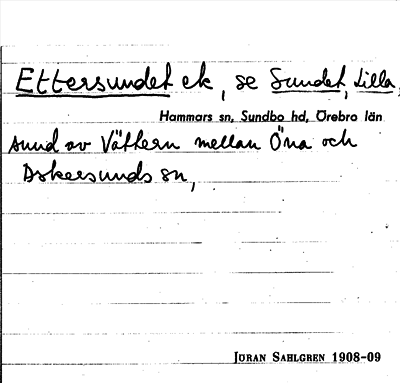 Ettersundet ek, se Sundet, Lilla,
Hammars sn, Sundbo hd, Örebro län
sund av Vättern mellan Öna och
Askersunds sn,
JÖRAN SAHLGREN 1908-09